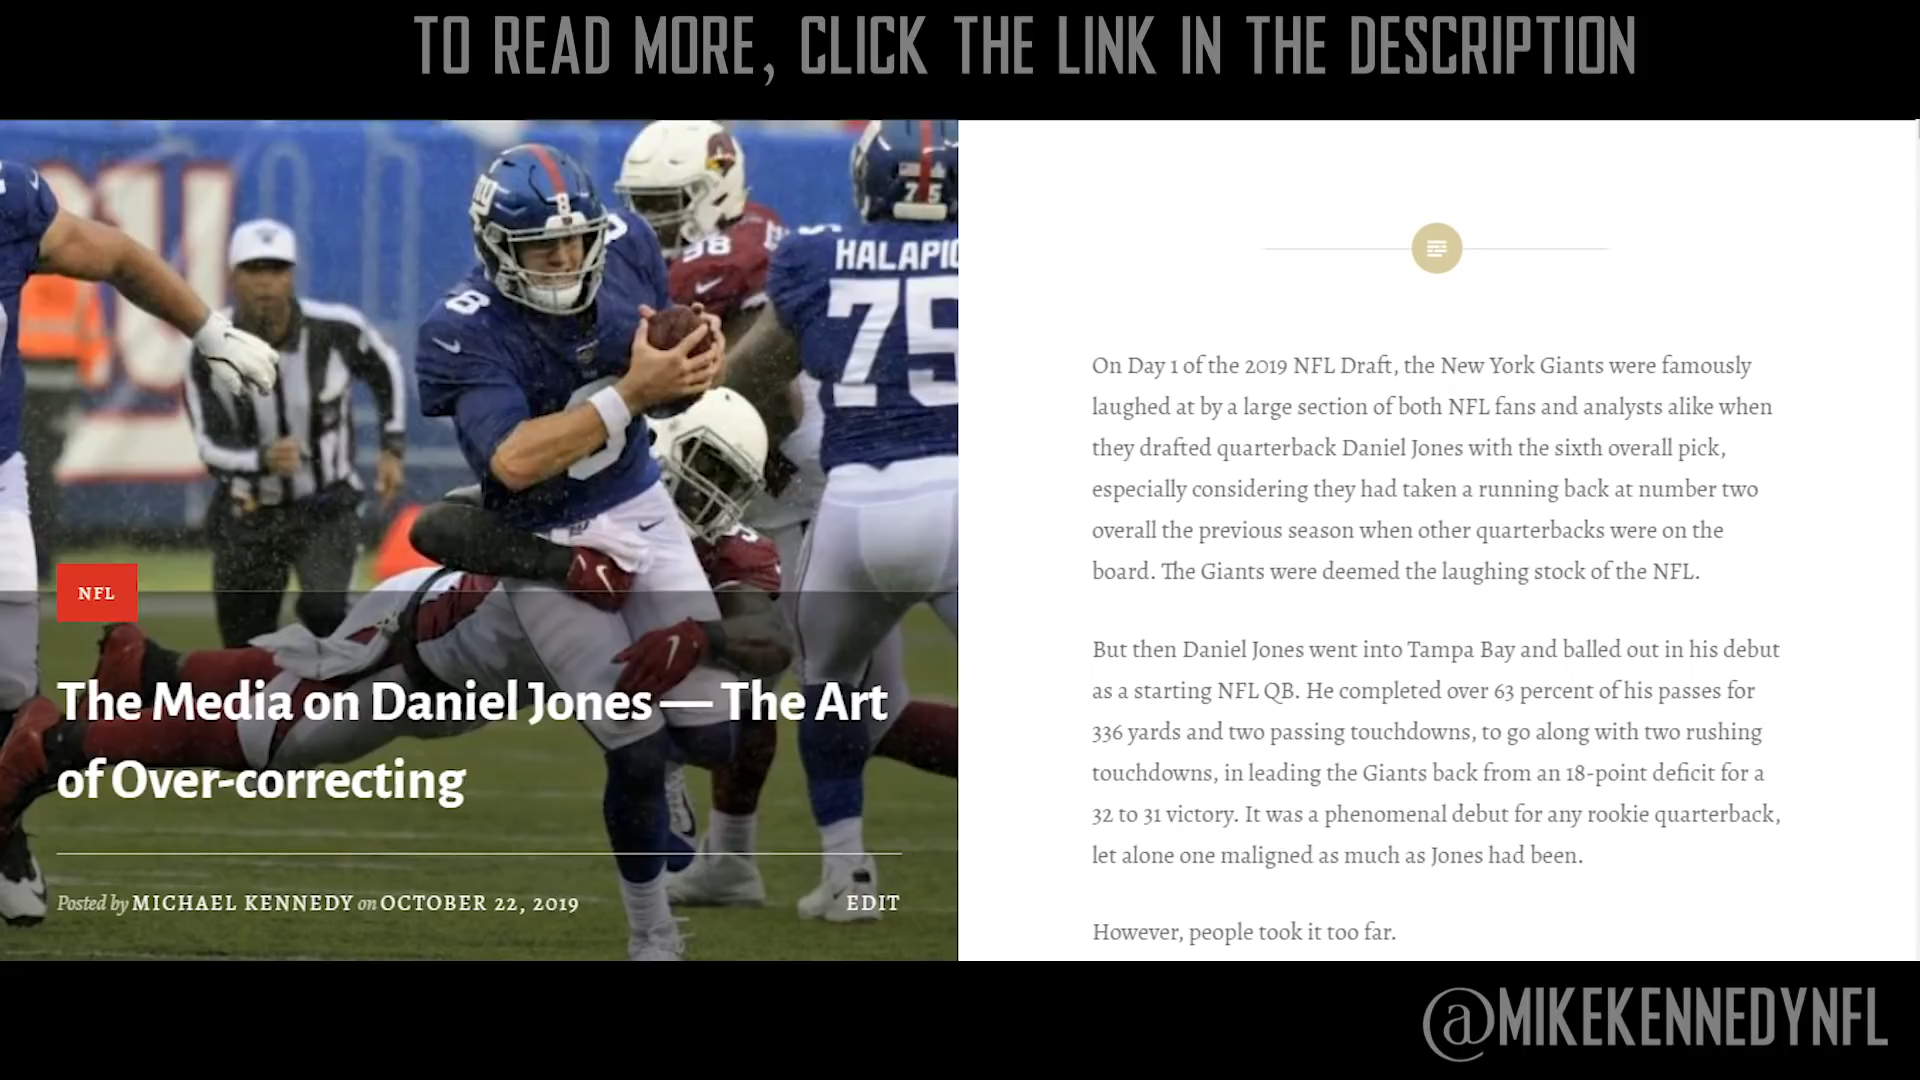 TO READ MORE, CLICK THE LINK IN THE DESCRIPTION
NY
8
8
98
75
HALAPIO
75
NFL
The Media on Daniel Jones — The Art
of Over-correcting
Posted by MICHAEL KENNEDY on OCTOBER 22, 2019
EDIT
On Day 1 of the 2019 NFL Draft, the New York Giants were famously
laughed at by a large section of both NFL fans and analysts alike when
they drafted quarterback Daniel Jones with the sixth overall pick,
especially considering they had taken a running back at number two
overall the previous season when other quarterbacks were on the
board. The Giants were deemed the laughing stock of the NFL.
But then Daniel Jones went into Tampa Bay and balled out in his debut
as a starting NFL QB. He completed over 63 percent of his passes for
336 yards and two passing touchdowns, to go along with two rushing
touchdowns, in leading the Giants back from an 18-point deficit for a
32 to 31 victory. It was a phenomenal debut for any rookie quarterback,
let alone one maligned as much as Jones had been.
However, people took it too far.
@MIKEKENNEDYNFL